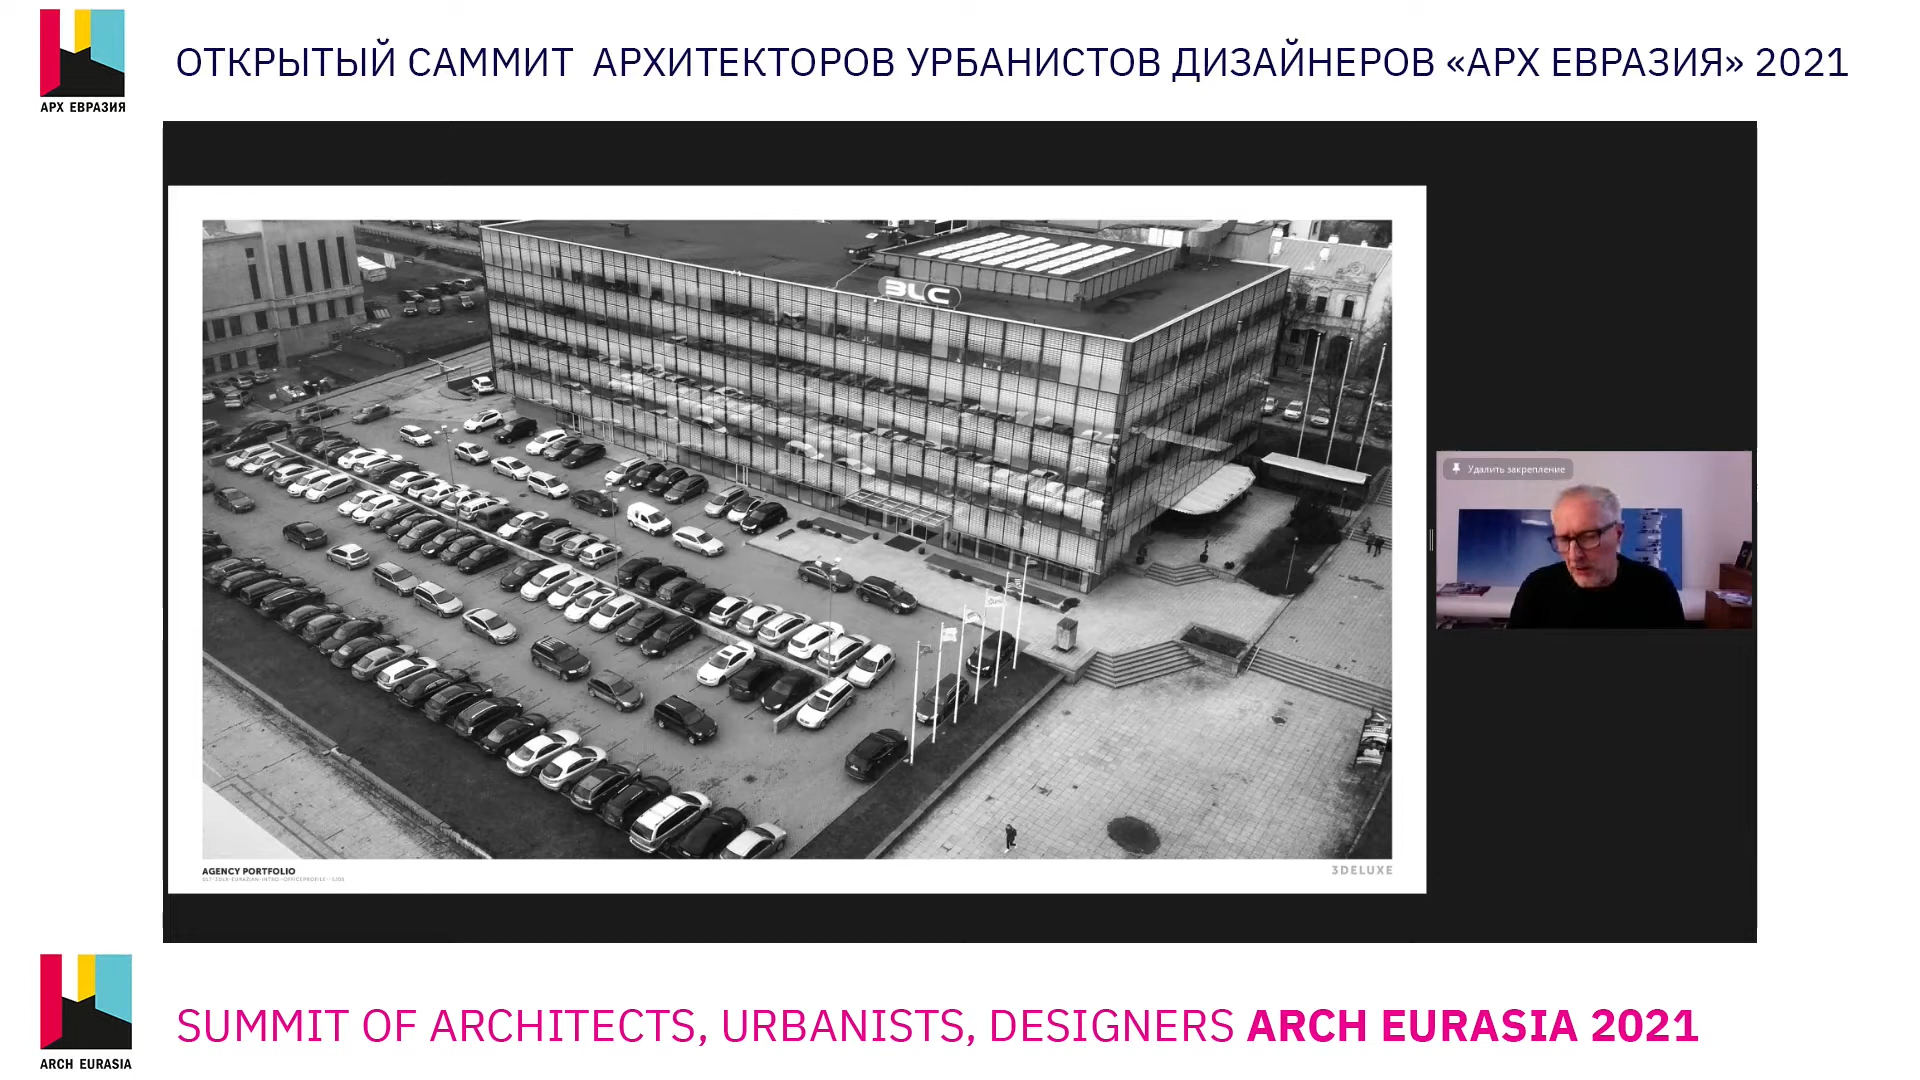 ОТКРЫТЫЙ САММИТ АРХИТЕКТОРОВ УРБАНИСТОВ ДИЗАЙНЕРОВ «АРХ ЕВРАЗИЯ» 2021
АРХ ЕВРАЗИЯ
BLC
Удалить закрепление
AGENCY PORTFOLIO
3DELUXE
SUMMIT OF ARCHITECTS, URBANISTS, DESIGNERS ARCH EURASIA 2021
ARCH EURASIA